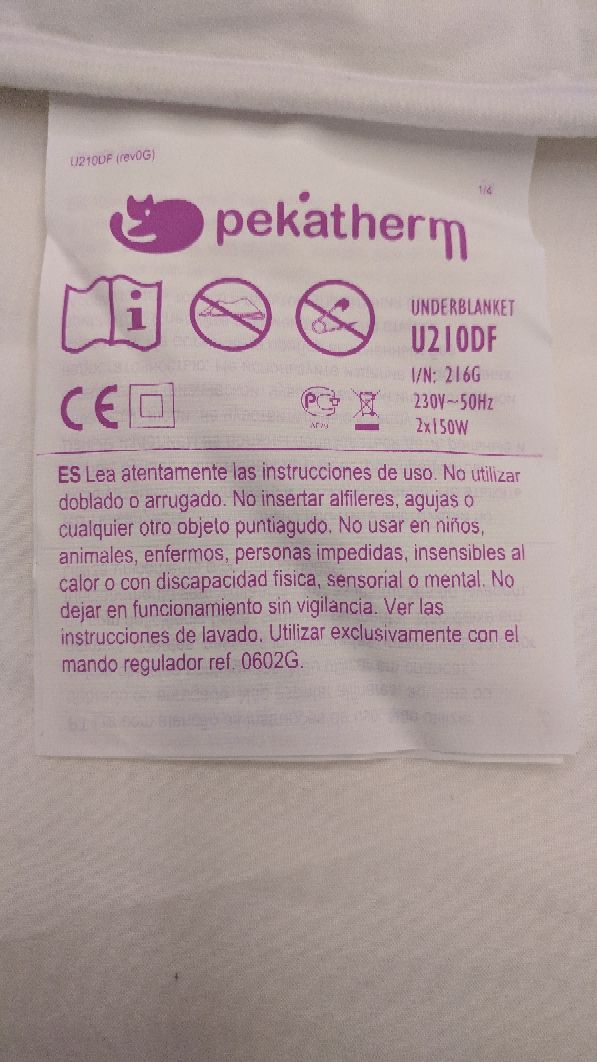 U210DF (rev0G)
1/4
pekatherm
UNDERBLANKET
U210DF
I/N: 216G
230V~50Hz
2x150W
CE
ES Lea atentamente las instrucciones de uso. No utilizar
doblado o arrugado. No insertar alfileres, agujas o
cualquier otro objeto puntiagudo. No usar en niños,
animales, enfermos, personas impedidas, insensibles al
calor o con discapacidad física, sensorial o mental. No
dejar en funcionamiento sin vigilancia. Ver las
instrucciones de lavado. Utilizar exclusivamente con el
mando regulador ref. 0602G.